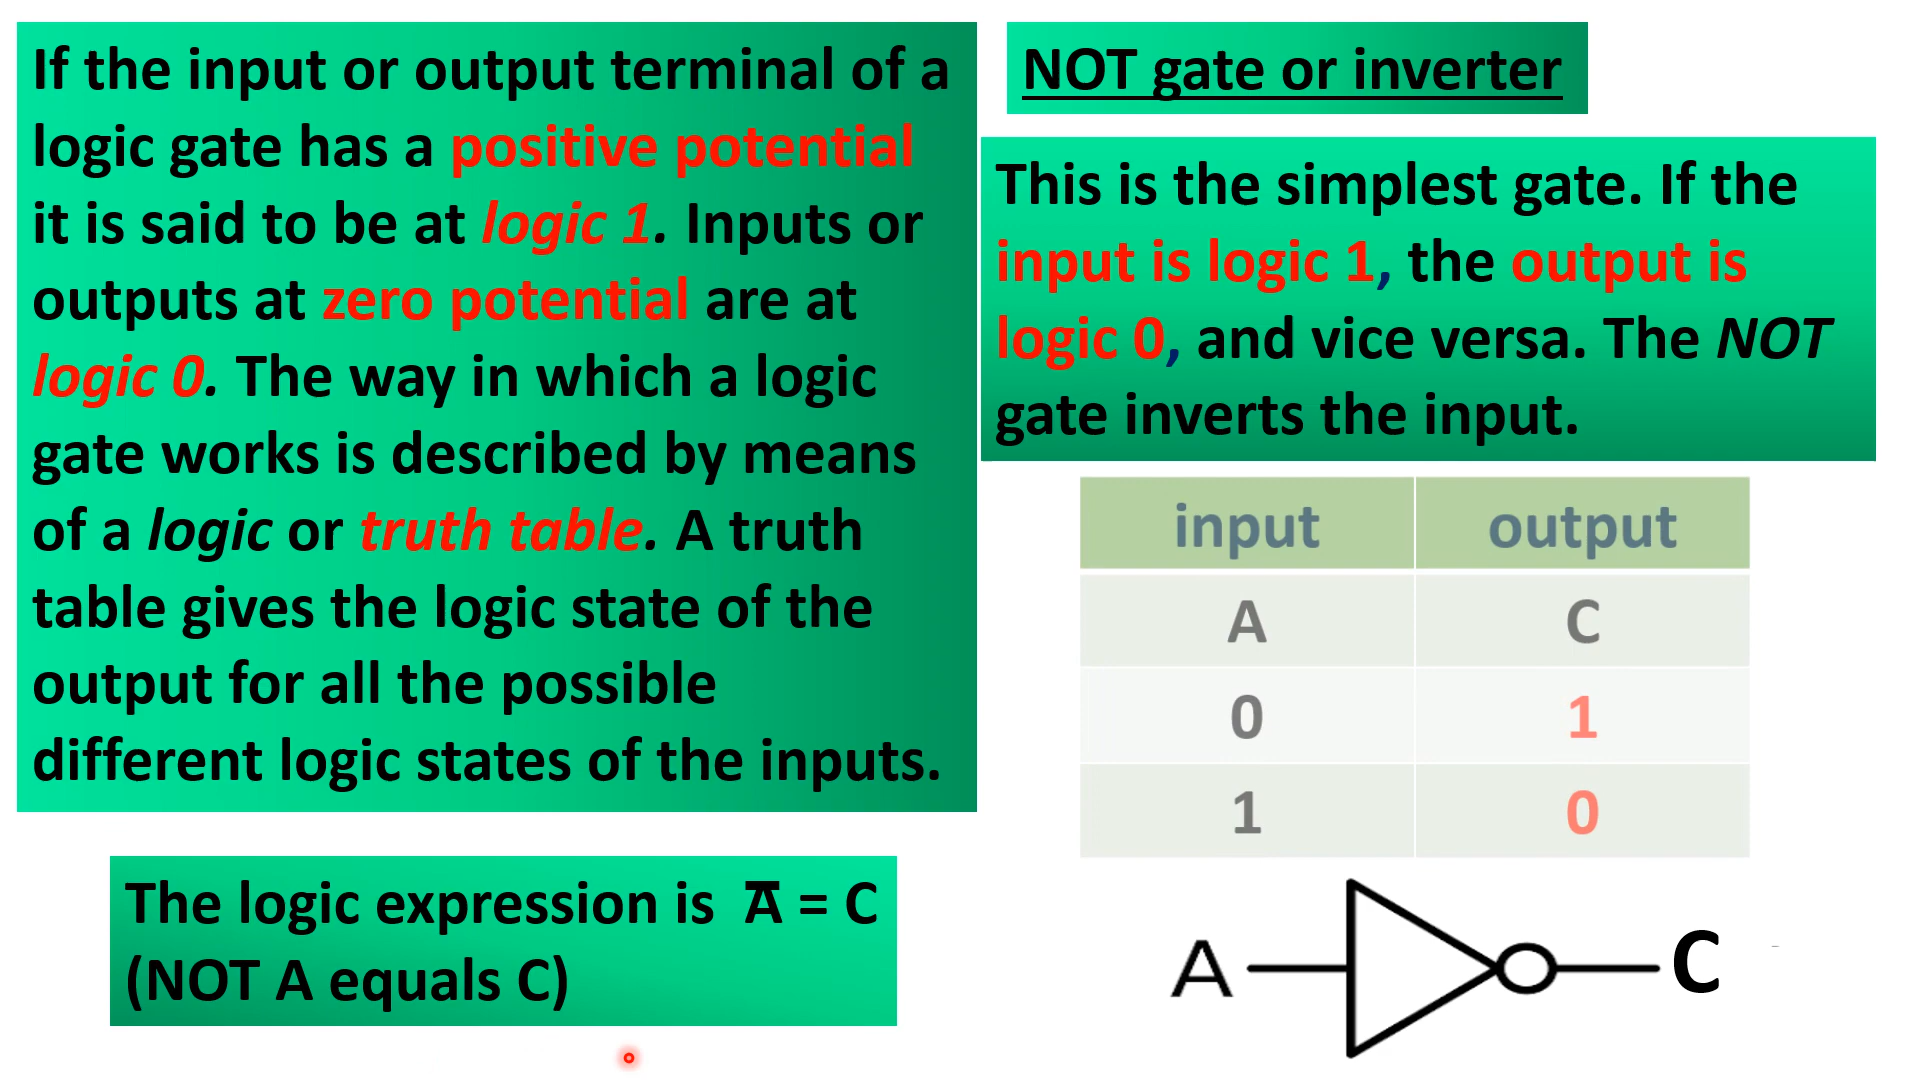 If the input or output terminal of a
logic gate has a positive potential
it is said to be at logic 1. Inputs or
outputs at zero potential are at
logic 0. The way in which a logic
gate works is described by means
of a logic or truth table. A truth
table gives the logic state of the
output for all the possible
different logic states of the inputs.
The logic expression is A̅ = C
(NOT A equals C)
NOT gate or inverter
This is the simplest gate. If the
input is logic 1, the output is
logic 0, and vice versa. The NOT
gate inverts the input.
input output
A C
0 1
1 0
A C